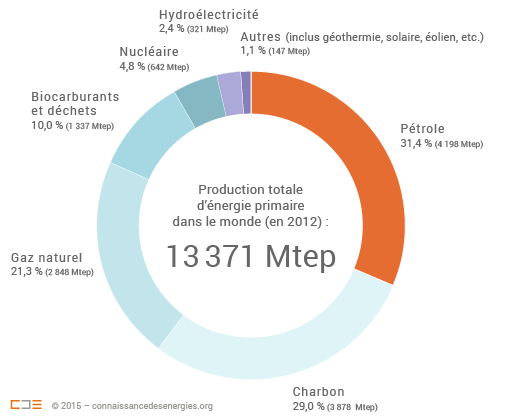 Hydroélectricité
2,4 % (321 Mtep)
Autres (inclus géothermie, solaire, éolien, etc.)
1,1 % (147 Mtep)
Nucléaire
4,8 % (642 Mtep)
Biocarburants
et déchets
10,0 % (1 337 Mtep)
Pétrole
31,4 % (4 198 Mtep)
Production totale
d'énergie primaire
dans le monde (en 2012) :
13 371 Mtep
Gaz naturel
21,3 % (2 848 Mtep)
Charbon
29,0 % (3 878 Mtep)
CDE © 2015 – connaissancedesenergies.org